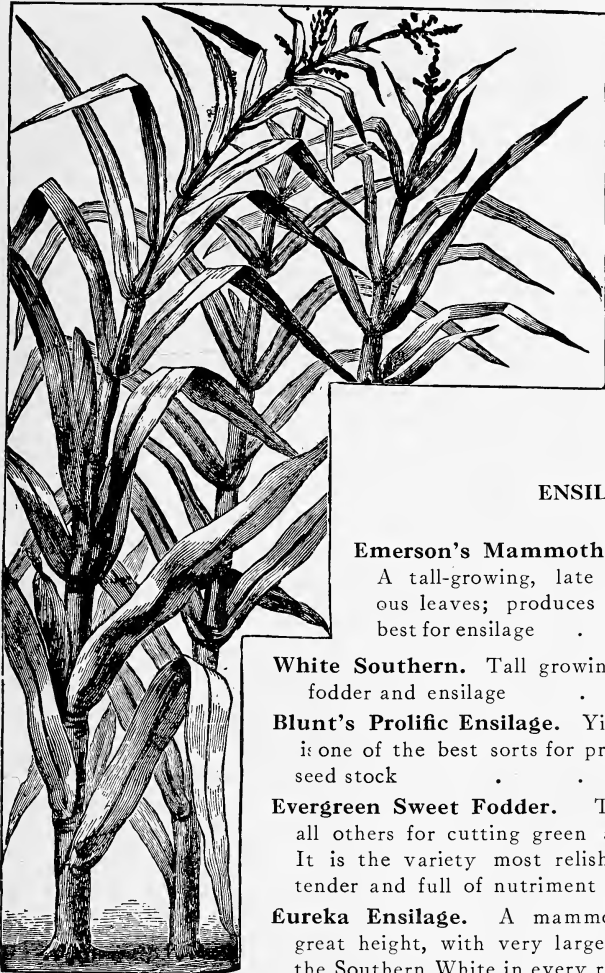 ENSIL
Emerson's Mammoth
A tall-growing, late
ous leaves; produces
best for ensilage .
White Southern. Tall growin
fodder and ensilage .
Blunt's Prolific Ensilage. Yi
is one of the best sorts for pr
seed stock . .
Evergreen Sweet Fodder. T
all others for cutting green
It is the variety most relish
tender and full of nutriment
Eureka Ensilage. A mamm
great height, with very large
the Southern White in every